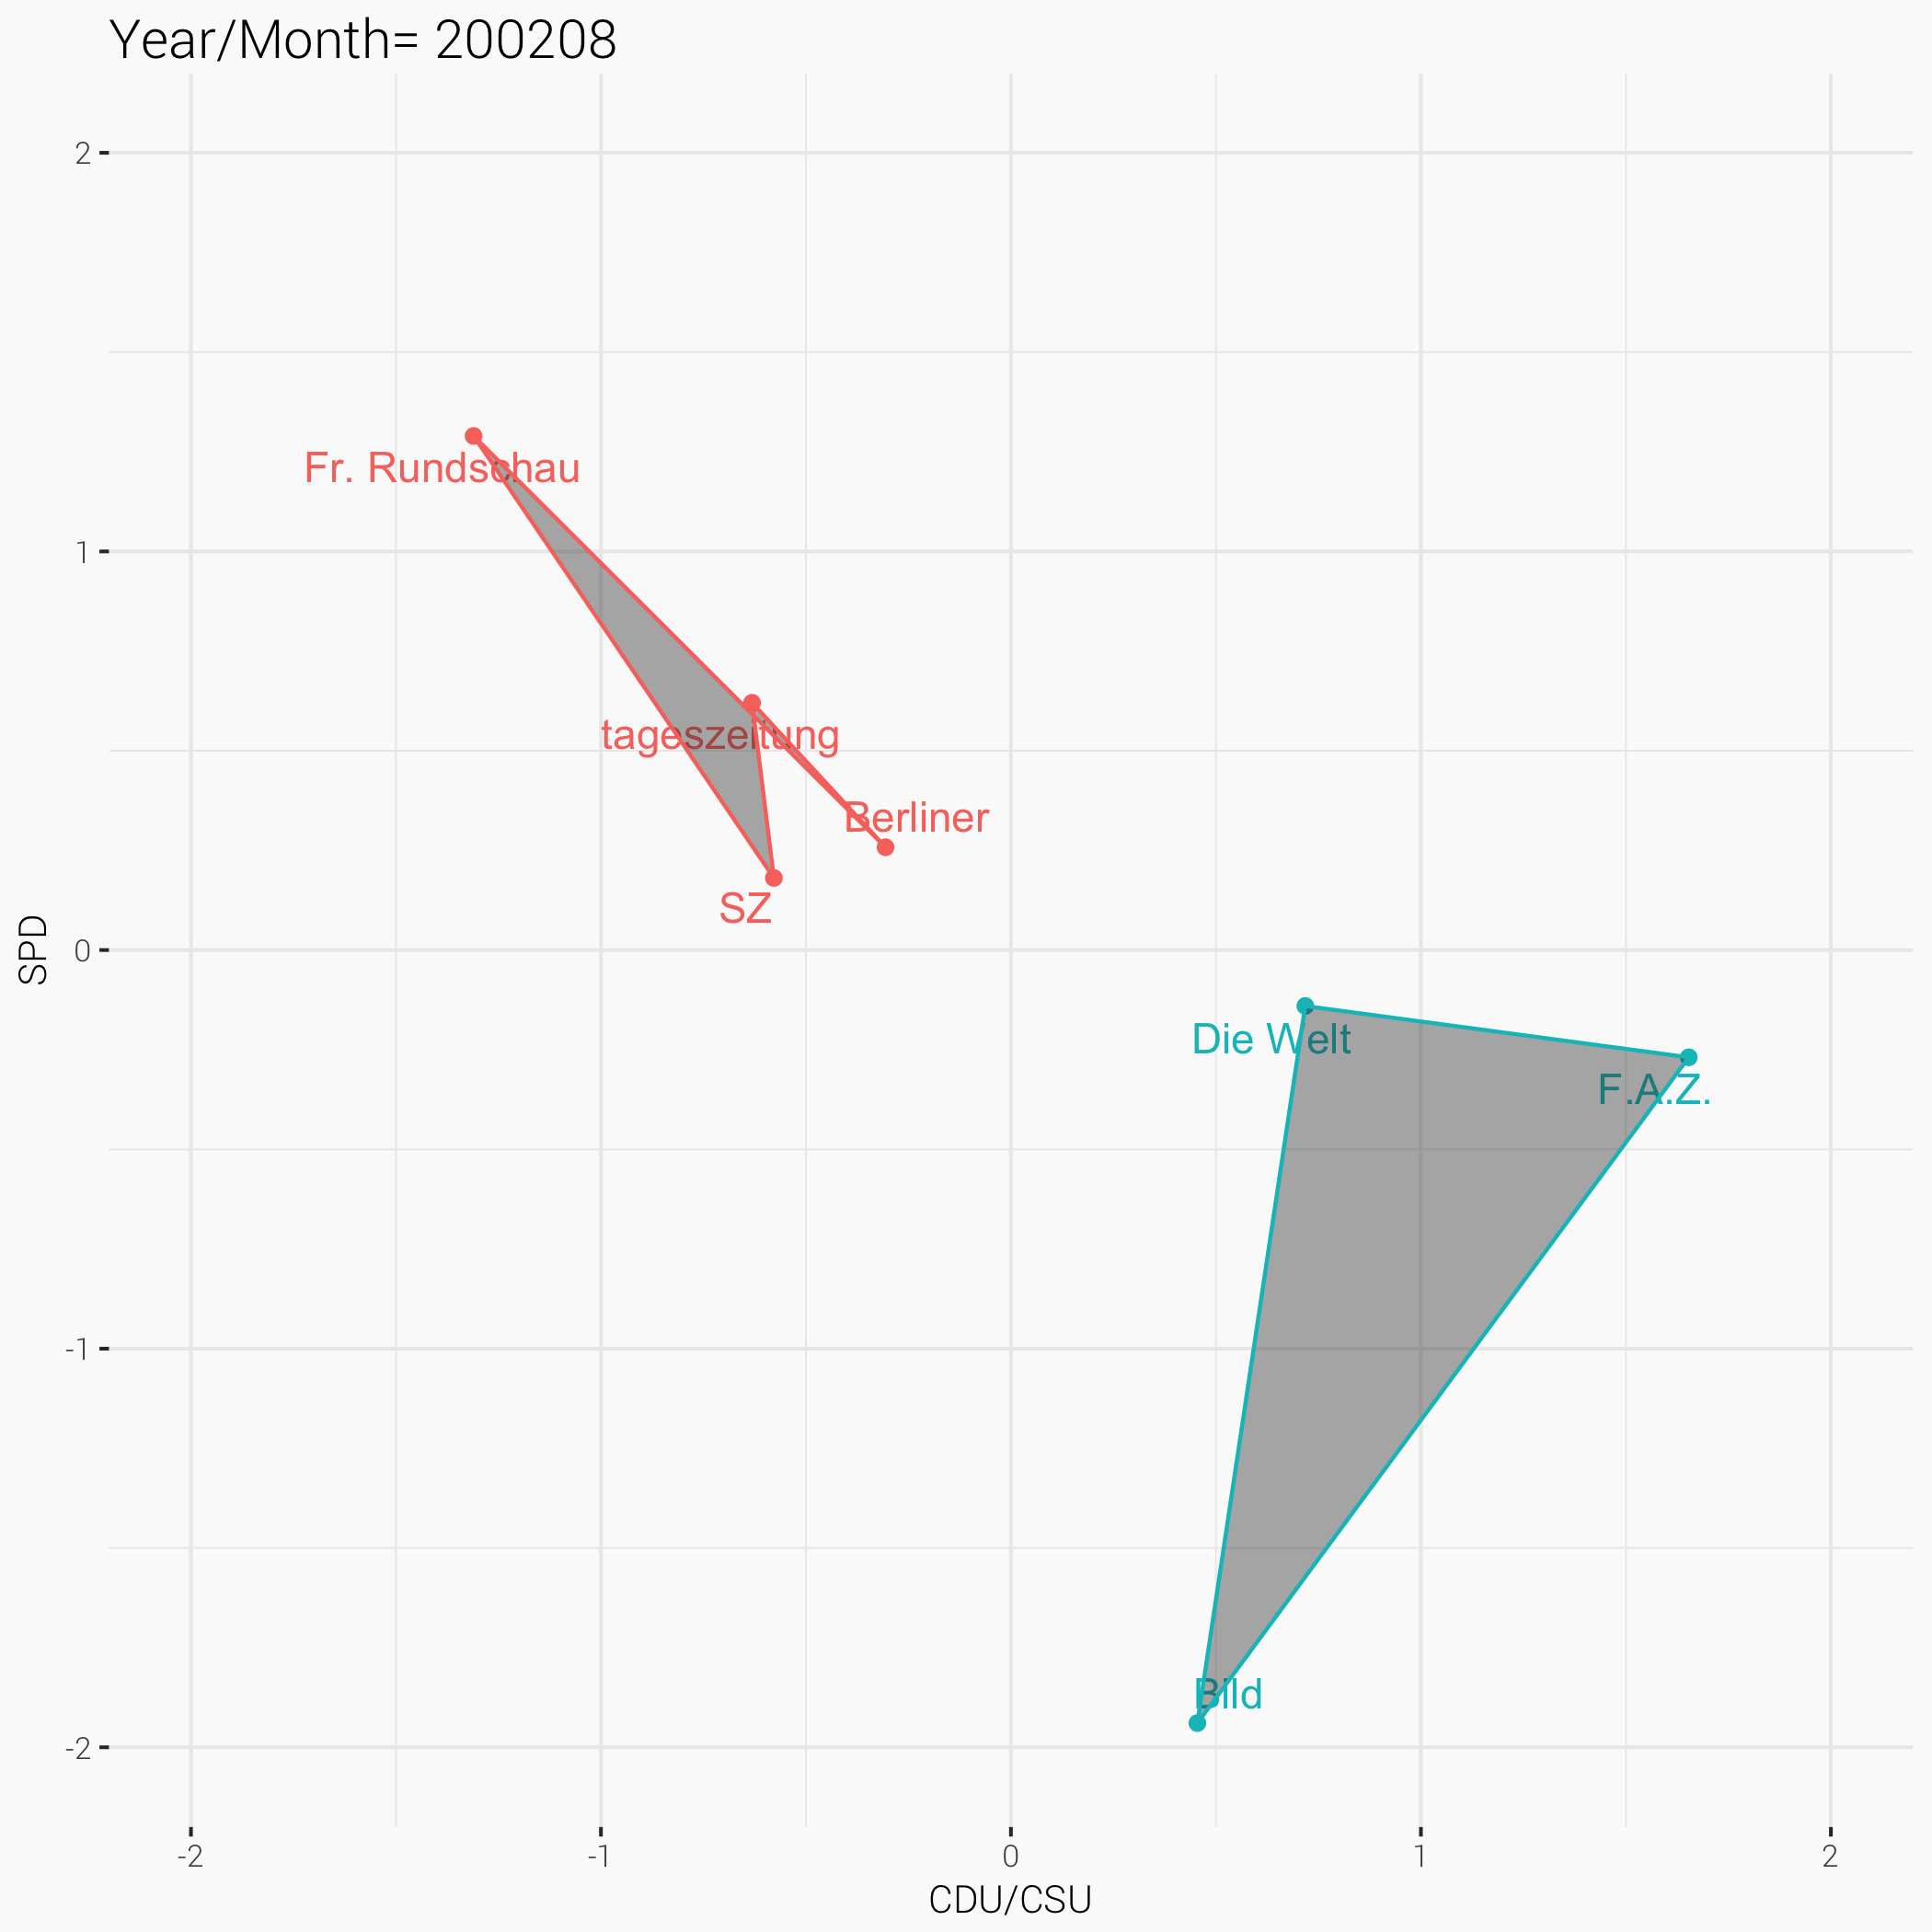 Year/Month= 200208
2
1
0
-1
-2
SPD
Fr. Rundschau
tageszeitung
Berliner
SZ
Die Welt
F.A.Z.
Bild
-2
-1
0
1
2
CDU/CSU